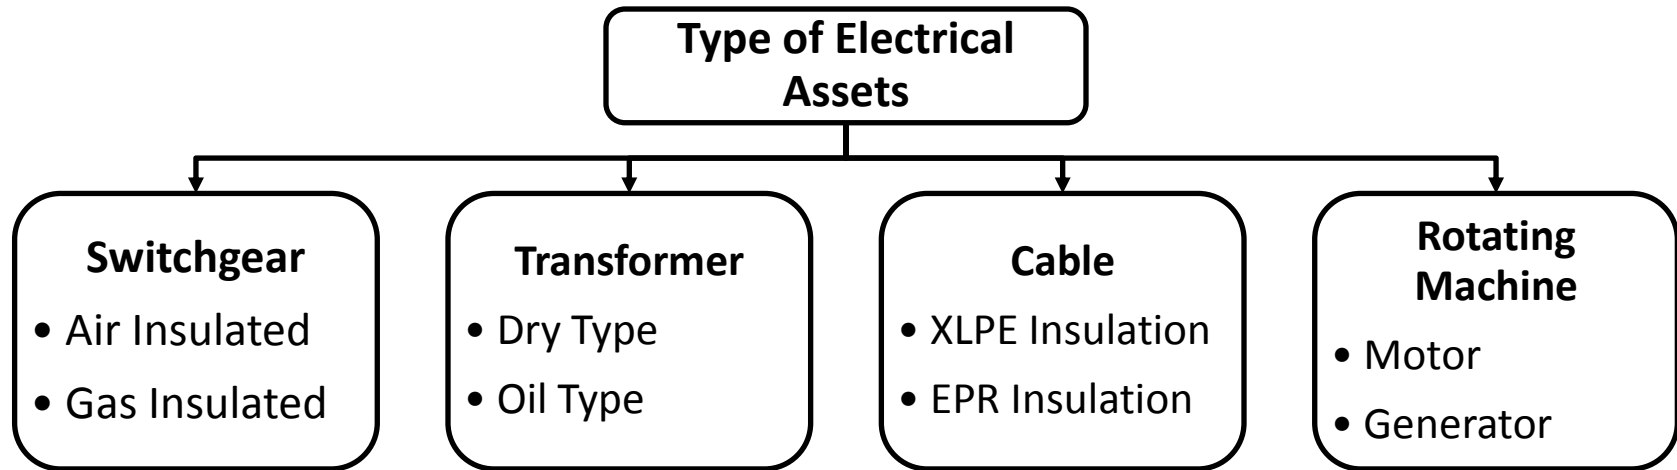 Type of Electrical
Assets
Switchgear
• Air Insulated
• Gas Insulated
Transformer
• Dry Type
• Oil Type
Cable
• XLPE Insulation
• EPR Insulation
Rotating
Machine
• Motor
• Generator